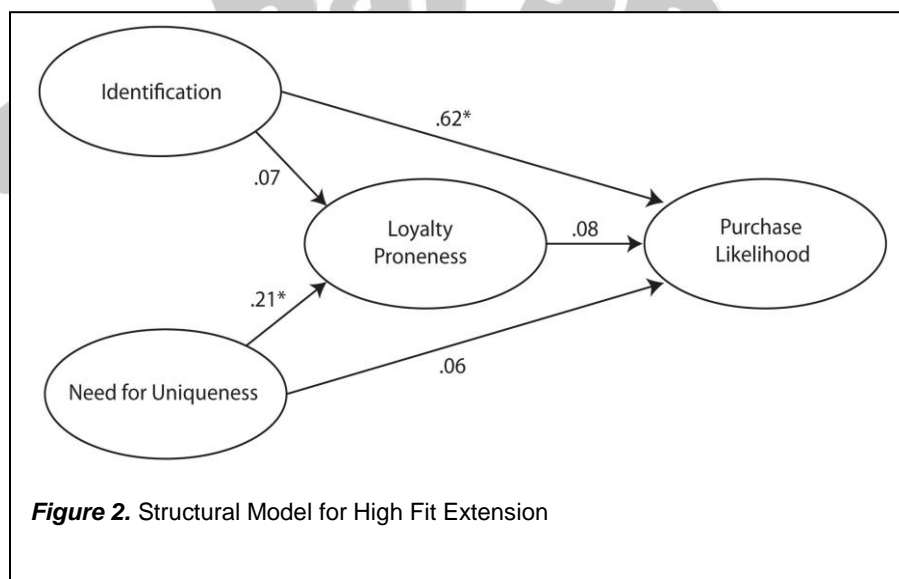 Identification
.62*
.07
Loyalty
Proneness
.08
Purchase
Likelihood
.21*
.06
Need for Uniqueness
Figure 2. Structural Model for High Fit Extension